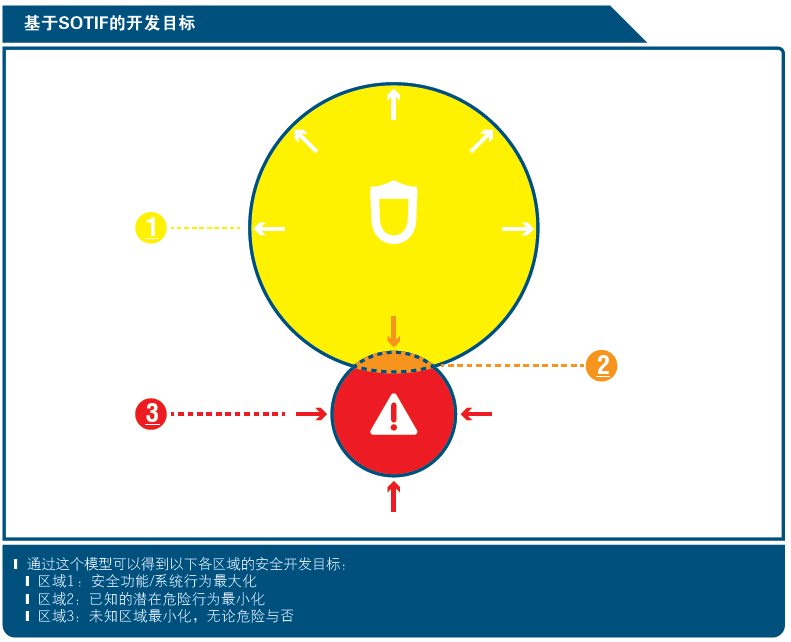 基于SOTIF的开发目标
1
2
3
通过这个模型可以得到以下各区域的安全开发目标:
区域1：安全功能/系统行为最大化
区域2：已知的潜在危险行为最小化
区域3：未知区域最小化，无论危险与否